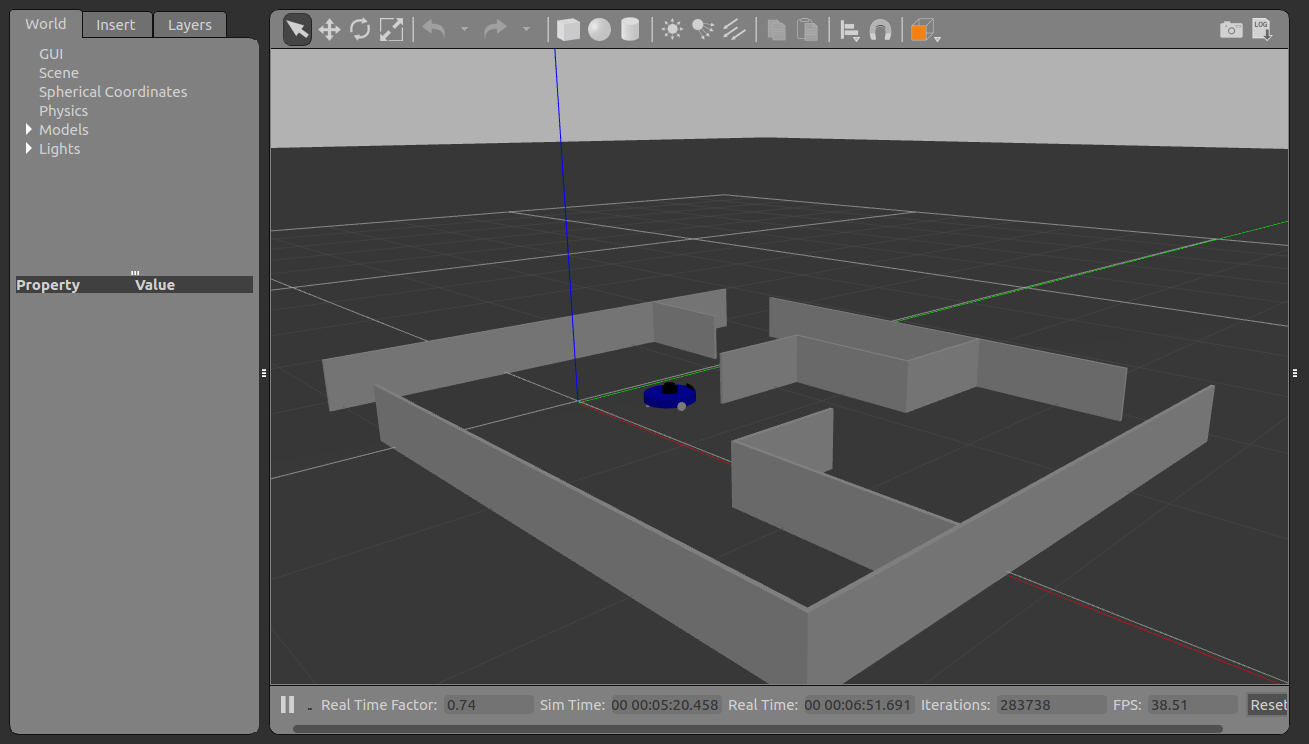 World Insert Layers
GUI
Scene
Spherical Coordinates
Physics
Models
Lights
Property Value
LOG
Real Time Factor: 0.74 Sim Time: 00 00:05:20.458 Real Time: 00 00:06:51.691 Iterations: 283738 FPS: 38.51 Reset